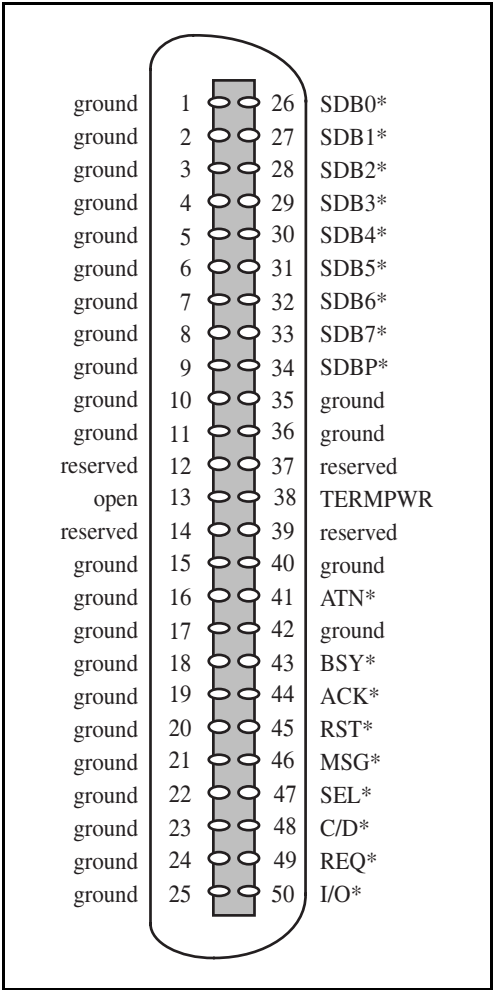 ground 1 26 SDB0*
ground 2 27 SDB1*
ground 3 28 SDB2*
ground 4 29 SDB3*
ground 5 30 SDB4*
ground 6 31 SDB5*
ground 7 32 SDB6*
ground 8 33 SDB7*
ground 9 34 SDBP*
ground 10 35 ground
ground 11 36 ground
reserved 12 37 reserved
open 13 38 TERMPWR
reserved 14 39 reserved
ground 15 40 ground
ground 16 41 ATN*
ground 17 42 ground
ground 18 43 BSY*
ground 19 44 ACK*
ground 20 45 RST*
ground 21 46 MSG*
ground 22 47 SEL*
ground 23 48 C/D*
ground 24 49 REQ*
ground 25 50 I/O*